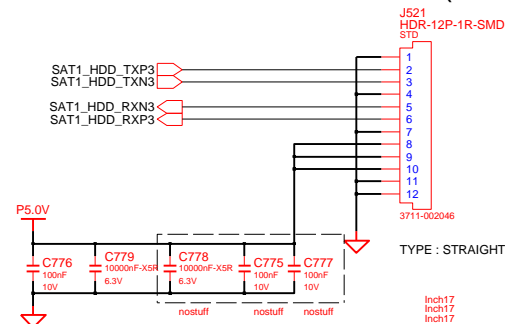 J521
HDR-12P-1R-SMD
STD
1
SAT1_HDD_TXP3
2
SAT1_HDD_TXN3
3
4
SAT1_HDD_RXN3
5
SAT1_HDD_RXP3
6
7
8
9
10
11
12
3711-002046
P5.0V
TYPE : STRAIGHT
C776
100nF
10V
C779
10000nF-X5R
6.3V
C778
10000nF-X5R
6.3V
C775
100nF
10V
C777
100nF
10V
nostuff
nostuff
nostuff
Inch17
Inch17
Inch17